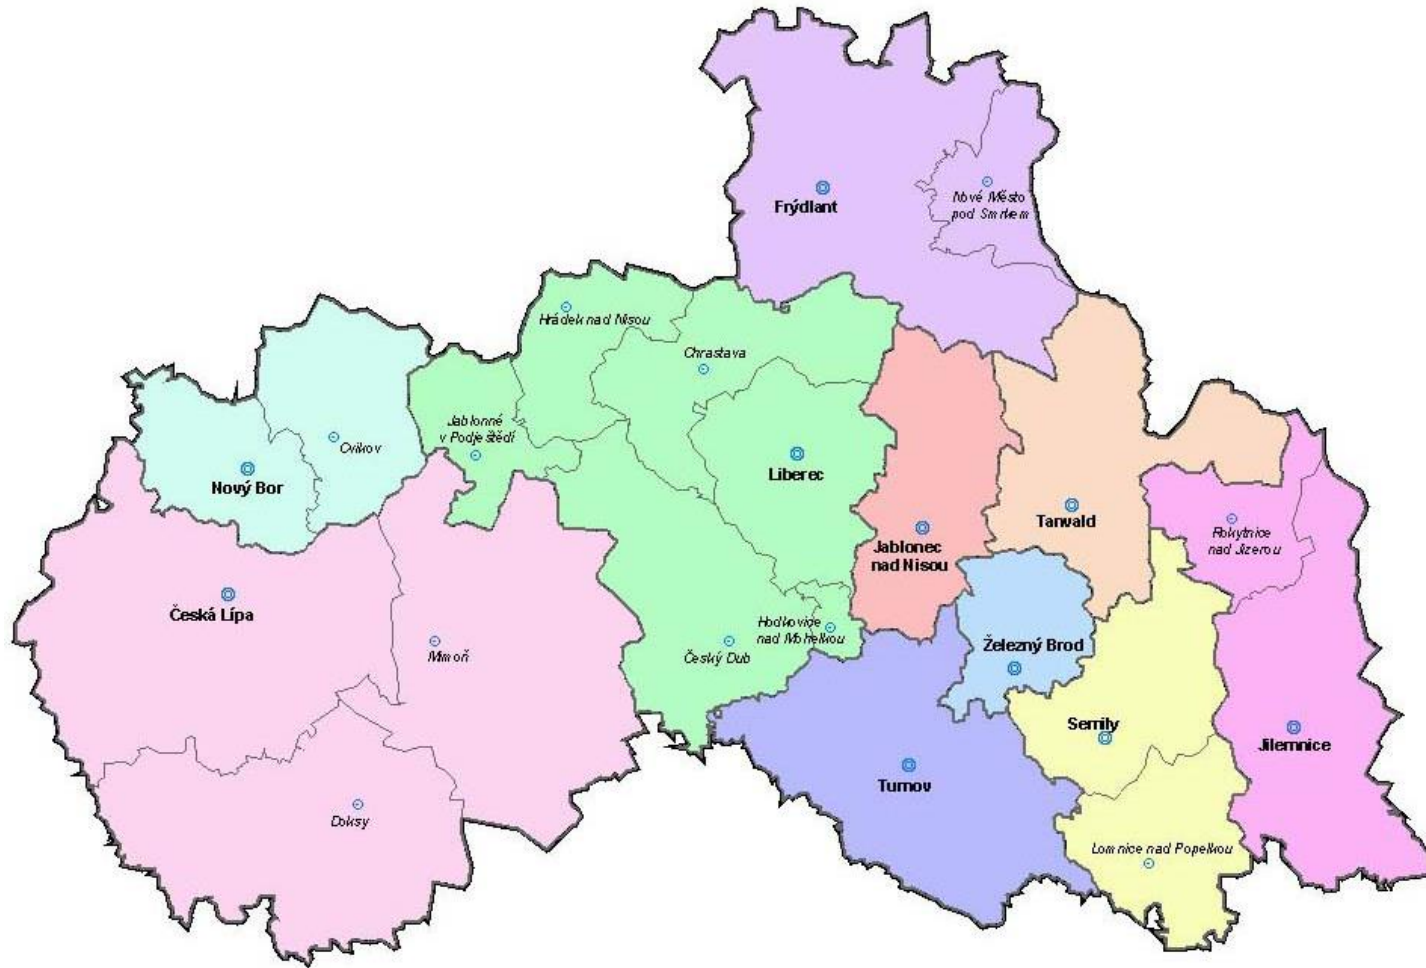 Frýdlant
Nové Město
pod Smrkem
Hrádek nad Nisou
Chrastava
Jablonné
v Podještědí
Cvikov
Nový Bor
Liberec
Tanvald
Rokytnice
nad Jizerou
Jablonec
nad Nisou
Česká Lípa
Mimoň
Český Dub
Hodkovice
nad Mohelkou
Železný Brod
Semily
Jilemnice
Turnov
Doksy
Lomnice nad Popelkou